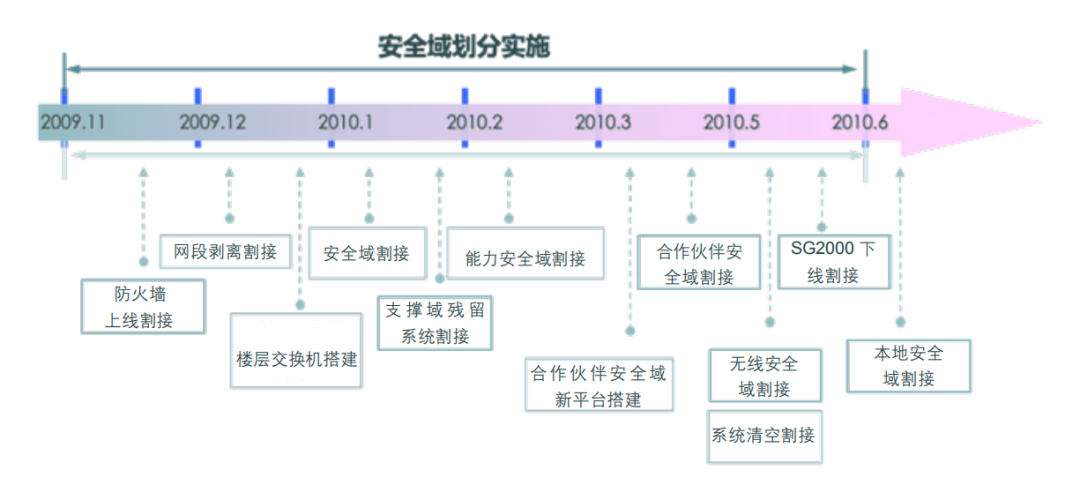 安全域划分实施
2009.11
2009.12
2010.1
2010.2
2010.3
2010.5
2010.6
网段剥离割接
安全域割接
能力安全域割接
合作伙伴安
全域割接
SG2000 下
线割接
防火墙
上线割接
支撑域残留
系统割接
楼层交换机搭建
合作伙伴安全域
新平台搭建
无线安全
域割接
本地安全
域割接
系统清空割接